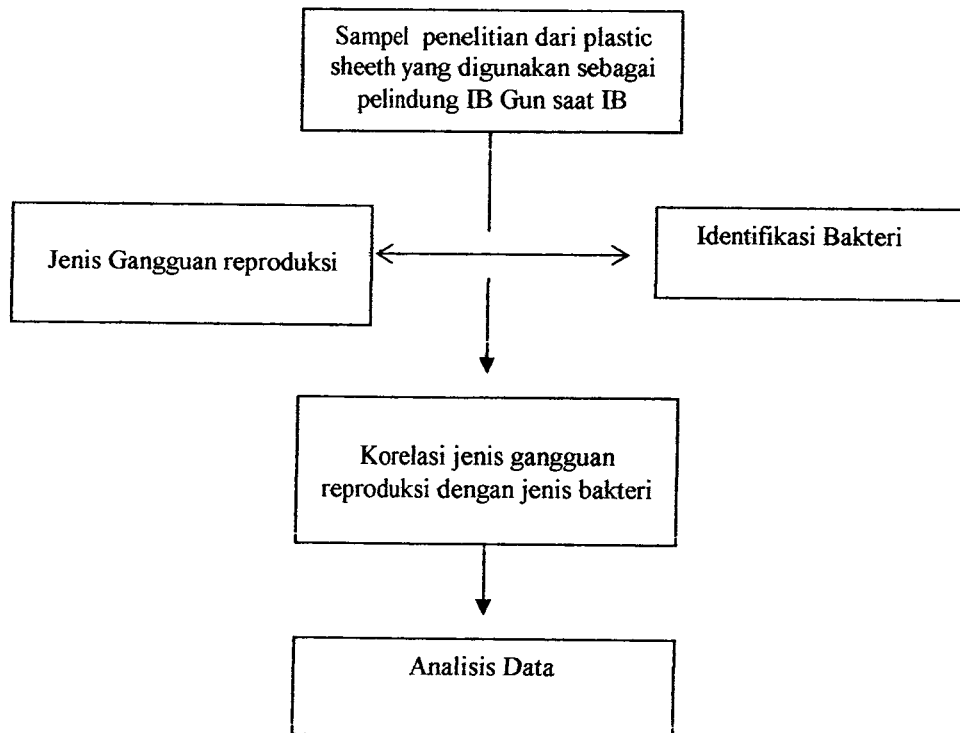 Sampel penelitian dari plastic
sheeth yang digunakan sebagai
pelindung IB Gun saat IB
Jenis Gangguan reproduksi
Identifikasi Bakteri
Korelasi jenis gangguan
reproduksi dengan jenis bakteri
Analisis Data